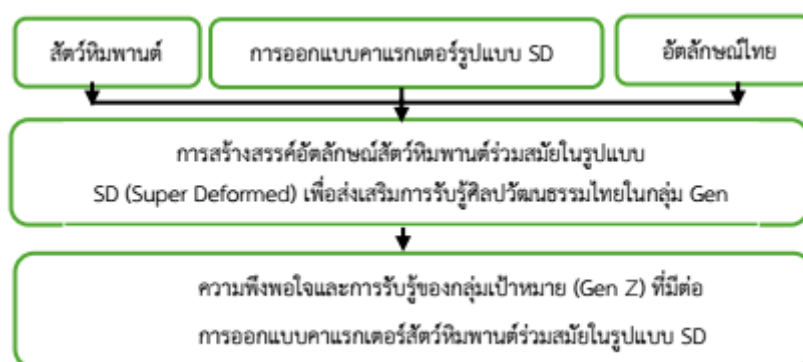 สัตว์หิมพานต์
การออกแบบคาแรกเตอร์รูปแบบ SD
อัตลักษณ์ไทย
การสร้างสรรค์อัตลักษณ์สัตว์หิมพานต์ร่วมสมัยในรูปแบบ
SD (Super Deformed) เพื่อส่งเสริมการรับรู้ศิลปวัฒนธรรมไทยในกลุ่ม Gen
ความพึงพอใจและการรับรู้ของกลุ่มเป้าหมาย (Gen Z) ที่มีต่อ
การออกแบบคาแรกเตอร์สัตว์หิมพานต์ร่วมสมัยในรูปแบบ SD